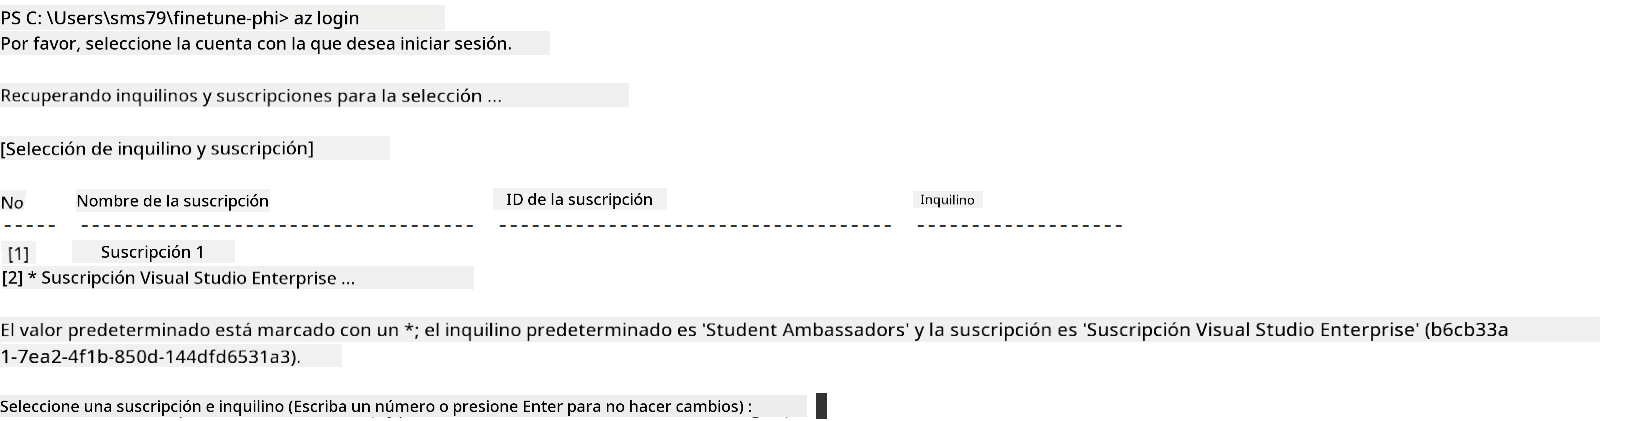 PS C: \Users\sms79\finetune-phi> az login
Por favor, seleccione la cuenta con la que desea iniciar sesión.
Recuperando inquilinos y suscripciones para la selección ...
[Selección de inquilino y suscripción]
No Nombre de la suscripción ID de la suscripción Inquilino
----- ---------------------------------- ---------------------------------- ------------------
[1] Suscripción 1
[2] * Suscripción Visual Studio Enterprise ...
El valor predeterminado está marcado con un *; el inquilino predeterminado es 'Student Ambassadors' y la suscripción es 'Suscripción Visual Studio Enterprise' (b6cb33a
1-7ea2-4f1b-850d-144dfd6531a3).
Seleccione una suscripción e inquilino (Escriba un número o presione Enter para no hacer cambios) :